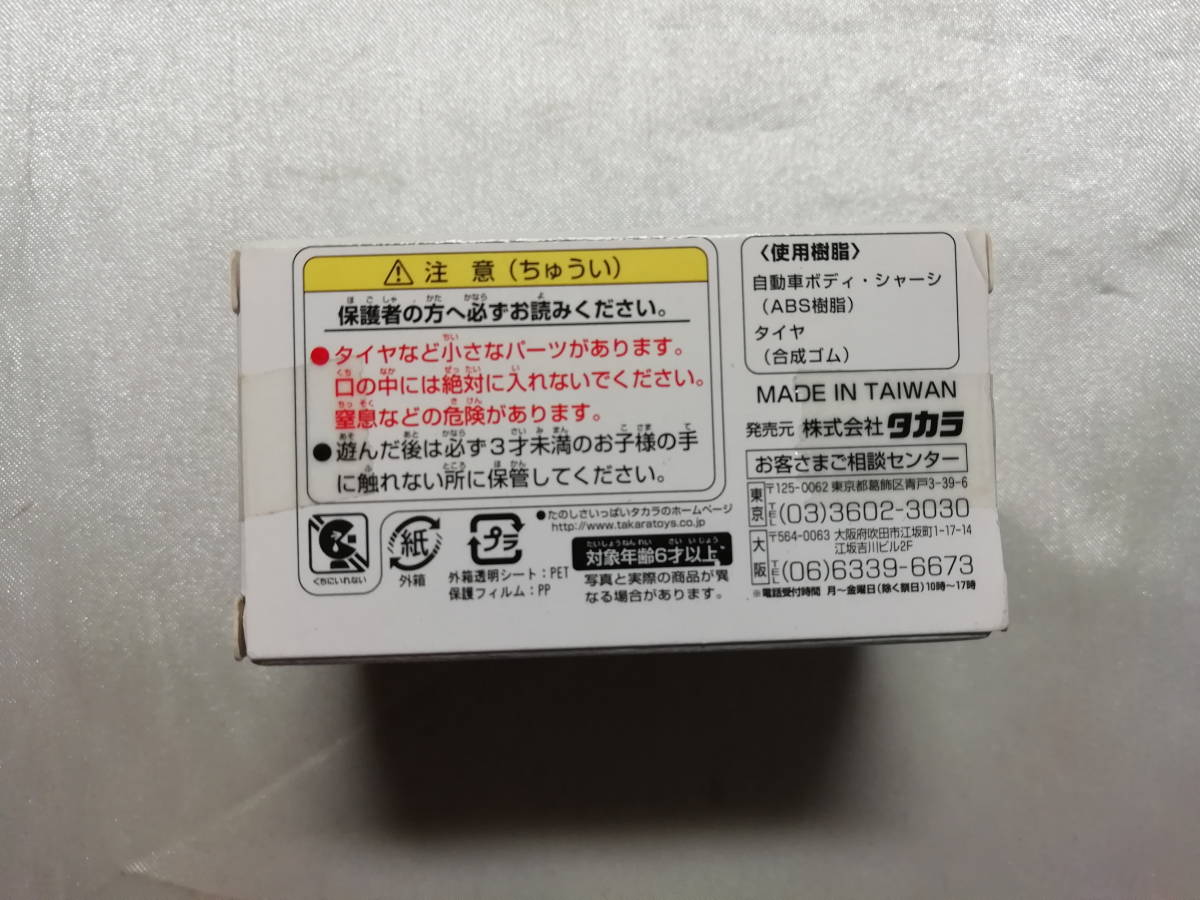 ⚠ 注 意（ちゅうい）
保護者の方へ必ずお読みください。
●タイヤなど小さなパーツがあります。
口の中には絶対に入れないでください。
窒息などの危険があります。
●遊んだ後は必ず3才未満のお子様の手
に触れない所に保管してください。
くちにいれない
紙
外箱
プラ
外箱透明シート：PET
保護フィルム：PP
●たのしさいっぱいタカラのホームページ
http://www.takaratoys.co.jp
対象年齢6才以上
写真と実際の商品が異
なる場合があります。
〈使用樹脂〉
自動車ボディ・シャーシ
（ABS樹脂）
タイヤ
（合成ゴム）
MADE IN TAIWAN
発売元 株式会社タカラ
お客さまご相談センター
東京 〒125-0062 東京都葛飾区青戸3-39-6
TEL (03)3602-3030
大阪 〒564-0063 大阪府吹田市江坂町1-17-14
江坂吉川ビル2F
TEL (06)6339-6673
※電話受付時間 月〜金曜日（除く祭日）10時〜17時